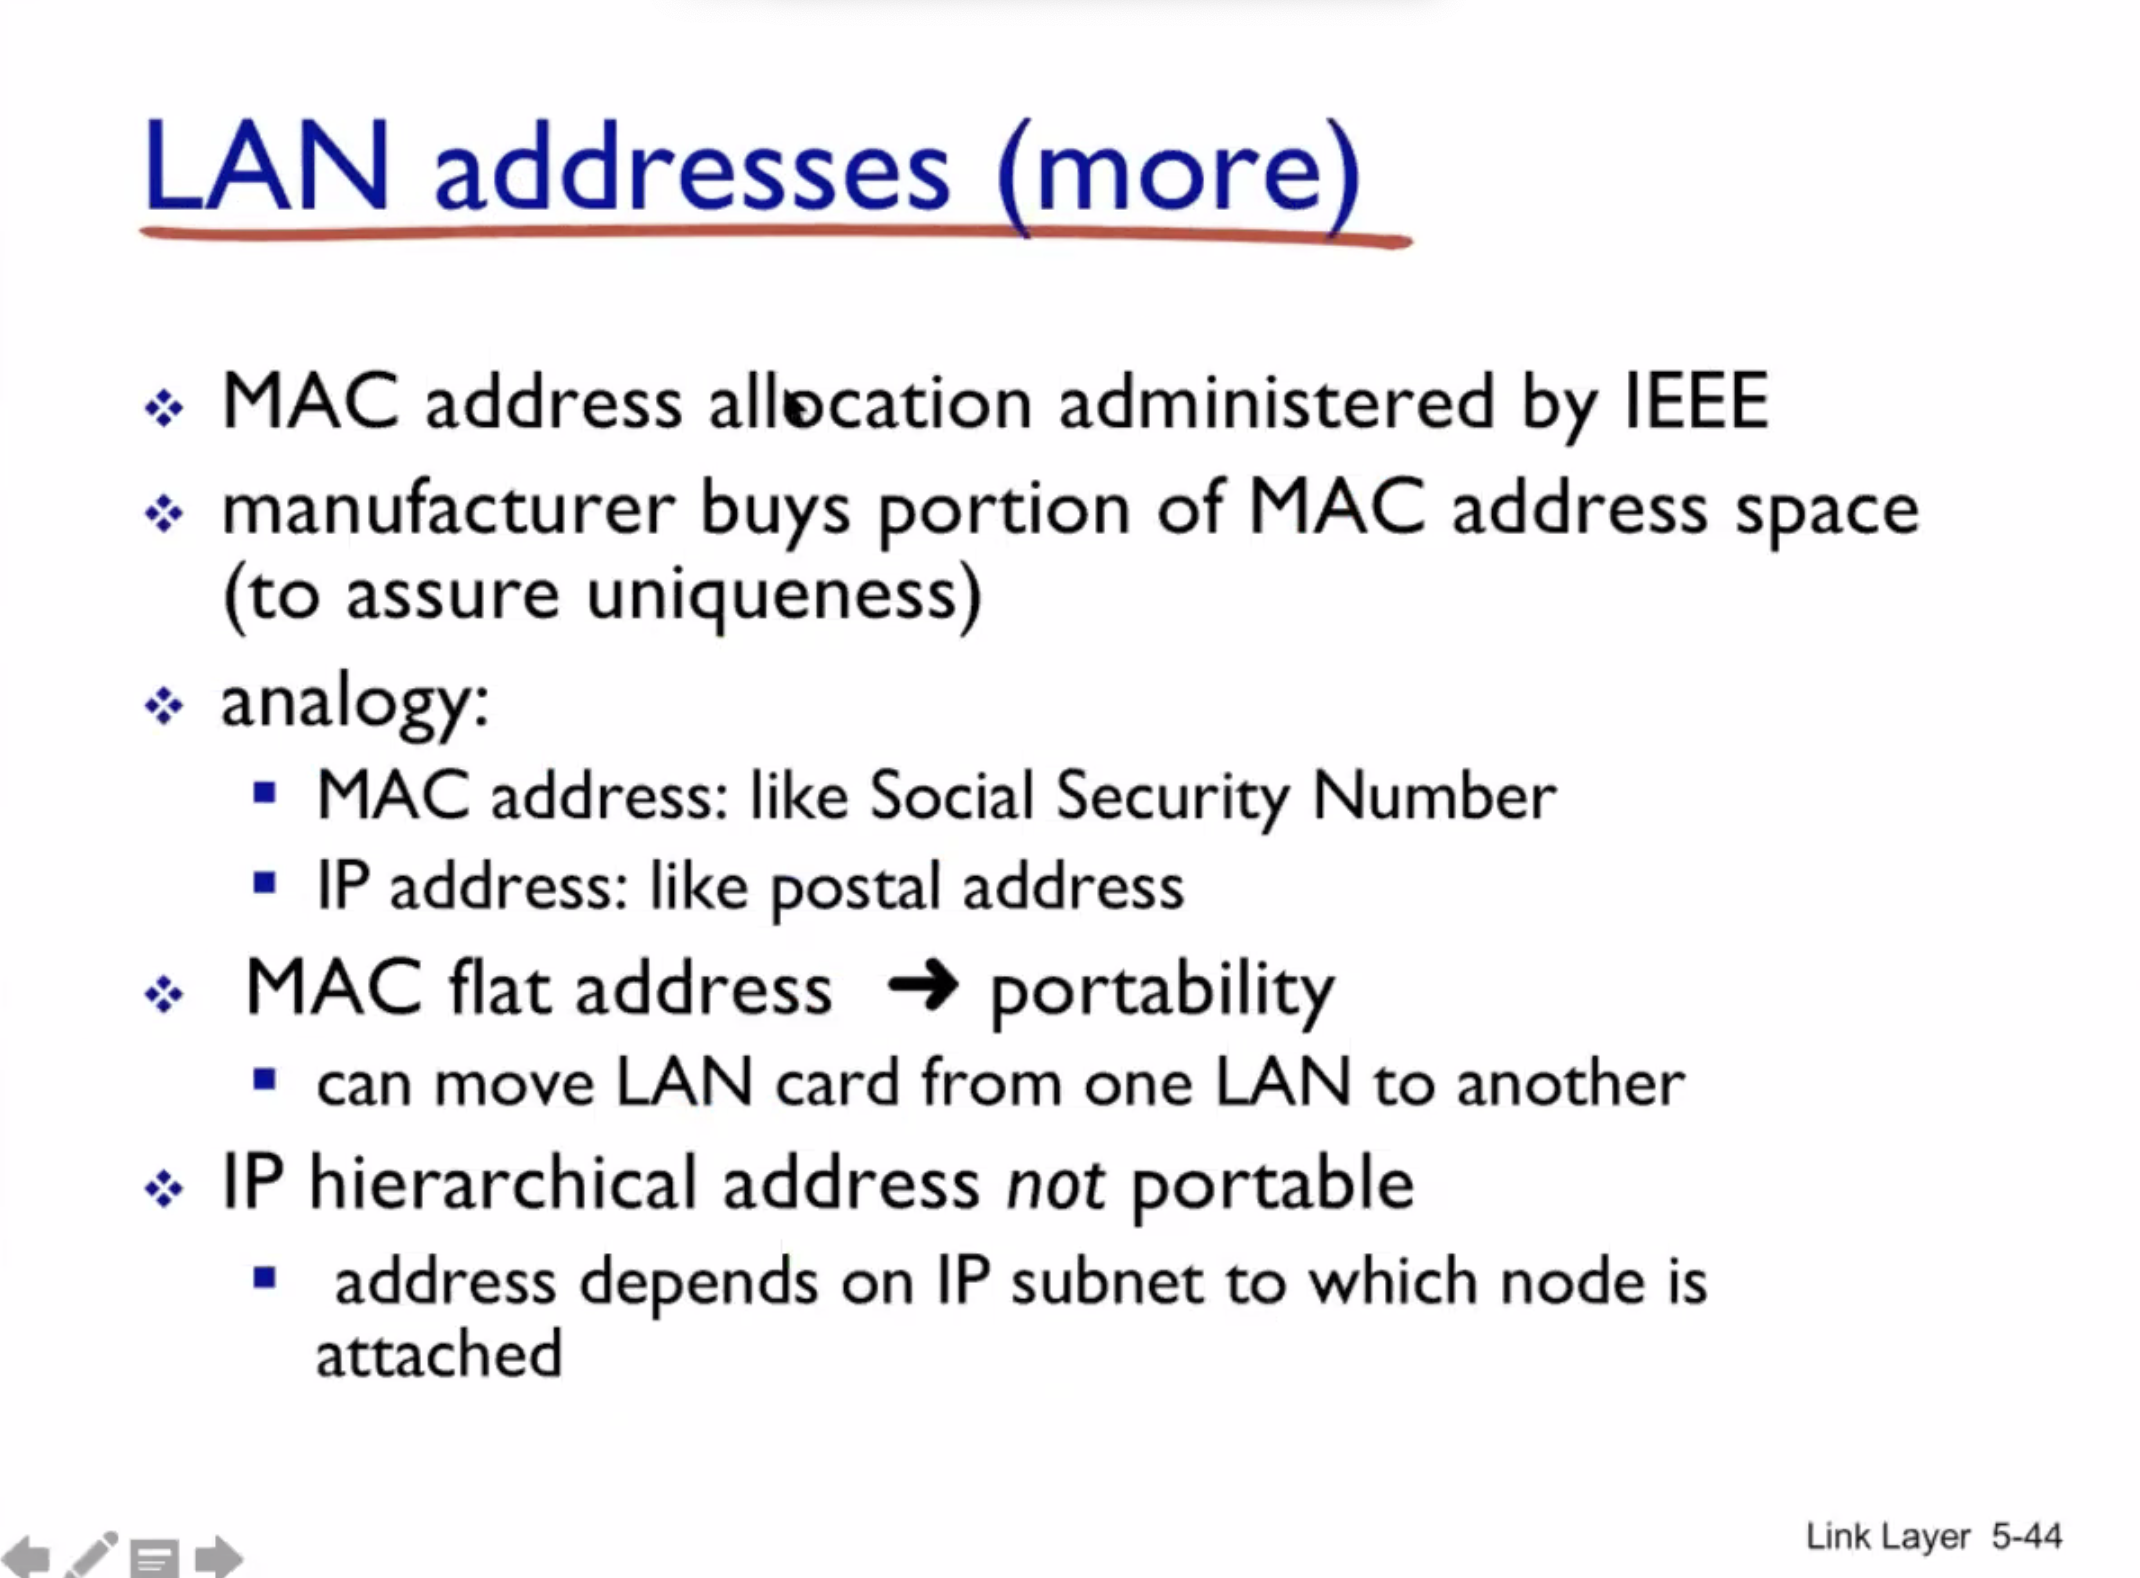 LAN addresses (more)
MAC address allocation administered by IEEE
manufacturer buys portion of MAC address space
(to assure uniqueness)
analogy:
MAC address: like Social Security Number
IP address: like postal address
MAC flat address ➜ portability
can move LAN card from one LAN to another
IP hierarchical address not portable
address depends on IP subnet to which node is
attached
Link Layer 5-44